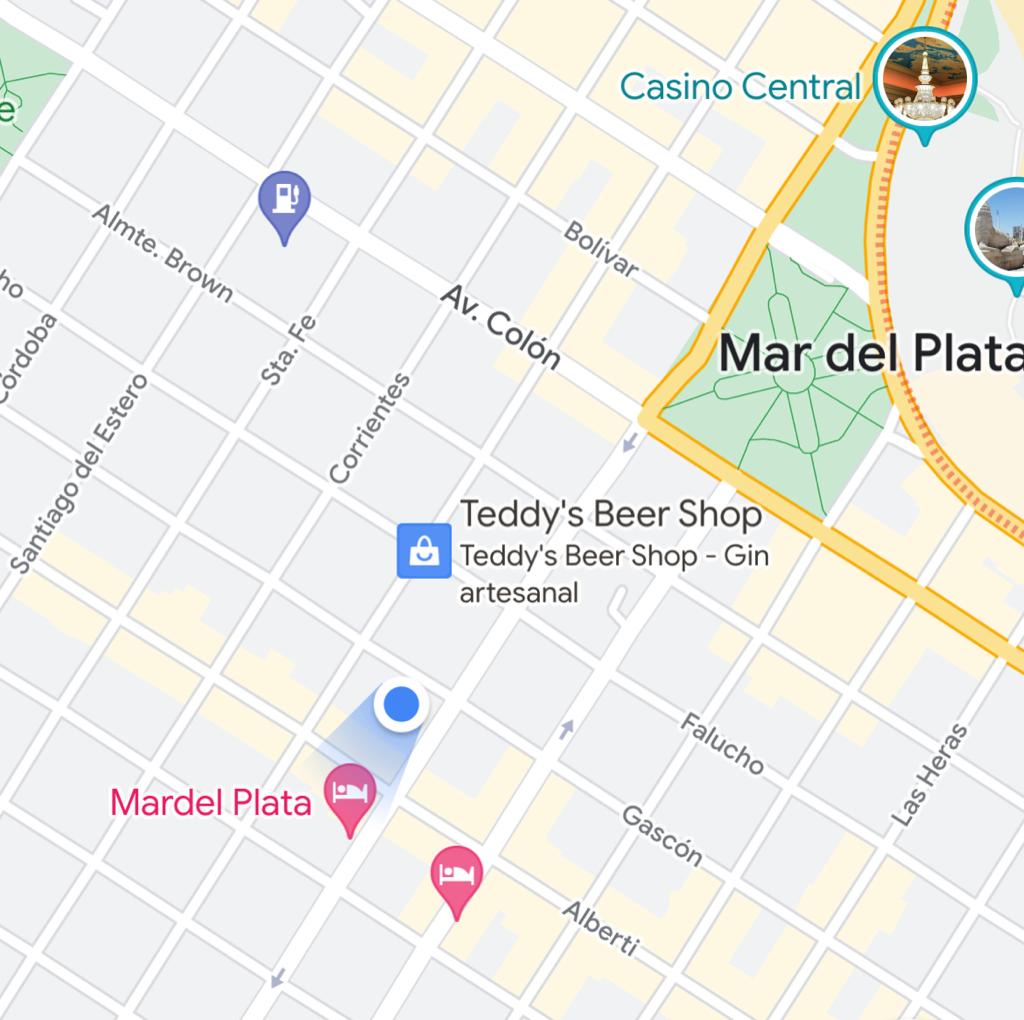 Casino Central
e
Almte. Brown
Bolívar
ho
Av. Colón
Córdoba
Sta. Fe
Mar del Plata
Santiago del Estero
Corrientes
Teddy's Beer Shop
Teddy's Beer Shop - Gin
artesanal
Falucho
Las Heras
Mardel Plata
Gascón
Alberti